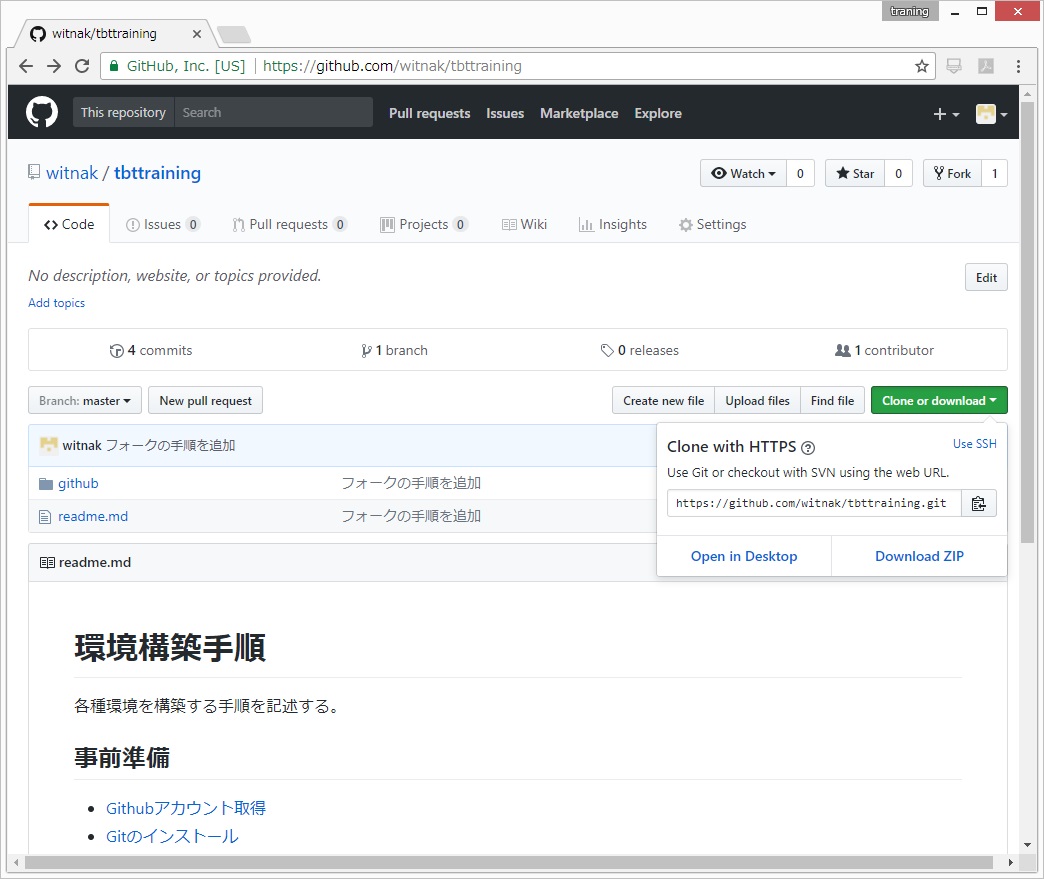 traning
witnak/tbttraining
GitHub, Inc. [US] | https://github.com/witnak/tbttraining
This repository Search Pull requests Issues Marketplace Explore
witnak / tbttraining Watch 0 Star 0 Fork 1
Code Issues 0 Pull requests 0 Projects 0 Wiki Insights Settings
No description, website, or topics provided. Edit
Add topics
4 commits 1 branch 0 releases 1 contributor
Branch: master New pull request Create new file Upload files Find file Clone or download
witnak フォークの手順を追加
github フォークの手順を追加
readme.md フォークの手順を追加
Clone with HTTPS Use SSH
Use Git or checkout with SVN using the web URL.
https://github.com/witnak/tbttraining.git
Open in Desktop Download ZIP
readme.md
環境構築手順
各種環境を構築する手順を記述する。
事前準備
Githubアカウント取得
Gitのインストール